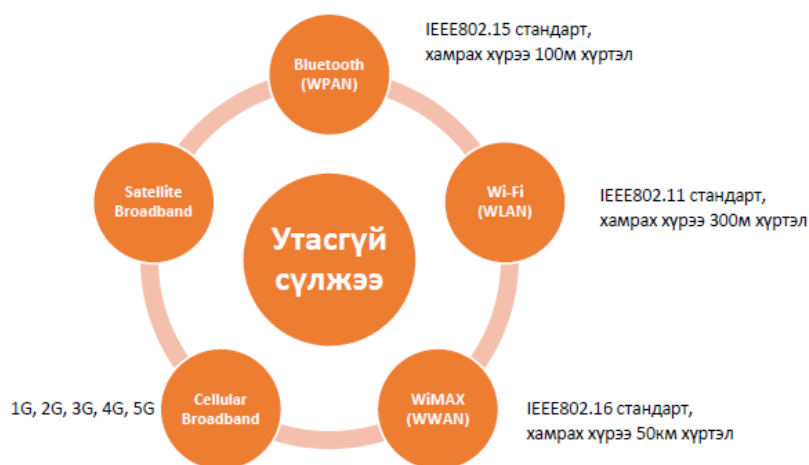 Bluetooth
(WPAN)
IEEE802.15 стандарт,
хамрах хүрээ 100м хүртэл
Wi-Fi
(WLAN)
IEEE802.11 стандарт,
хамрах хүрээ 300м хүртэл
WiMAX
(WWAN)
IEEE802.16 стандарт,
хамрах хүрээ 50км хүртэл
Cellular
Broadband
1G, 2G, 3G, 4G, 5G
Satellite
Broadband
Утасгүй
сүлжээ